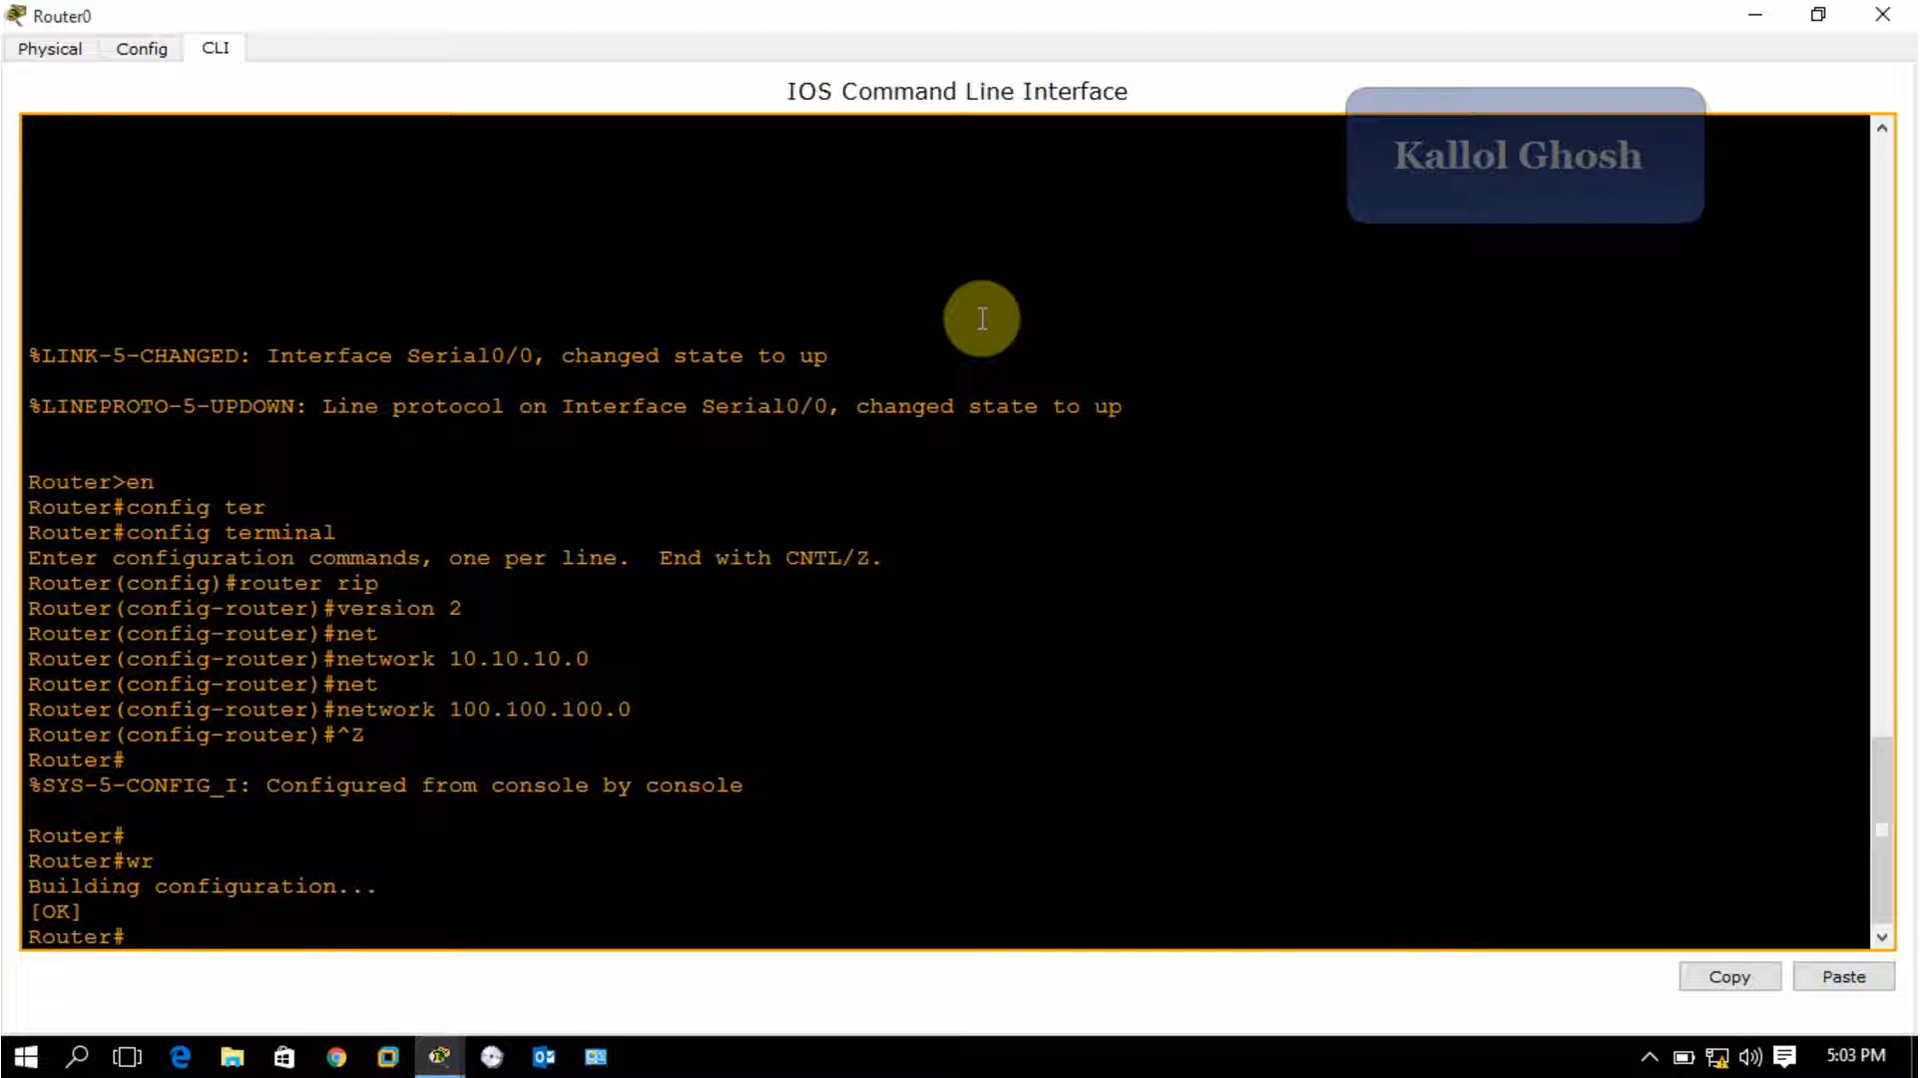 Router0
Physical
Config
CLI
IOS Command Line Interface
Kallol Ghosh
%LINK-5-CHANGED: Interface Serial0/0, changed state to up
%LINEPROTO-5-UPDOWN: Line protocol on Interface Serial0/0, changed state to up
Router>en
Router#config ter
Router#config terminal
Enter configuration commands, one per line.  End with CNTL/Z.
Router(config)#router rip
Router(config-router)#version 2
Router(config-router)#net
Router(config-router)#network 10.10.10.0
Router(config-router)#net
Router(config-router)#network 100.100.100.0
Router(config-router)#^Z
Router#
%SYS-5-CONFIG_I: Configured from console by console
Router#
Router#wr
Building configuration...
[OK]
Router#
Copy
Paste
5:03 PM